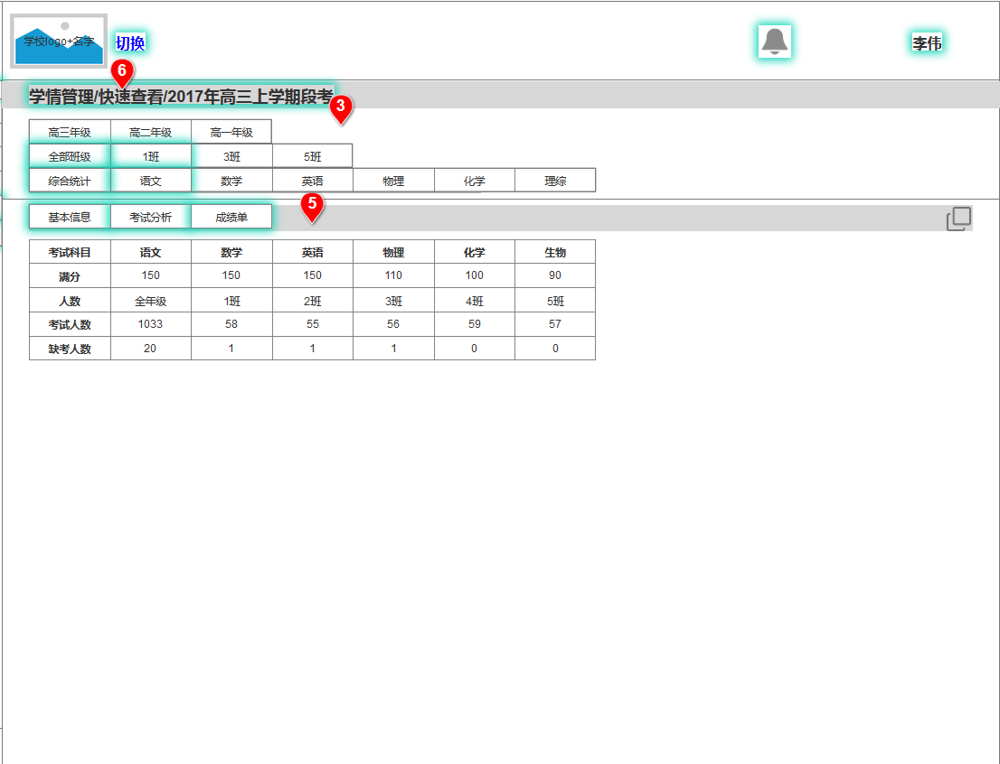 学校logo+名字 切换 李伟
6
学情管理/快速查看/2017年高三上学期段考
3
高三年级 高二年级 高一年级
全部班级 1班 3班 5班
综合统计 语文 数学 英语 物理 化学 理综
5
基本信息 考试分析 成绩单
考试科目 语文 数学 英语 物理 化学 生物
满分 150 150 150 110 100 90
人数 全年级 1班 2班 3班 4班 5班
考试人数 1033 58 55 56 59 57
缺考人数 20 1 1 1 0 0